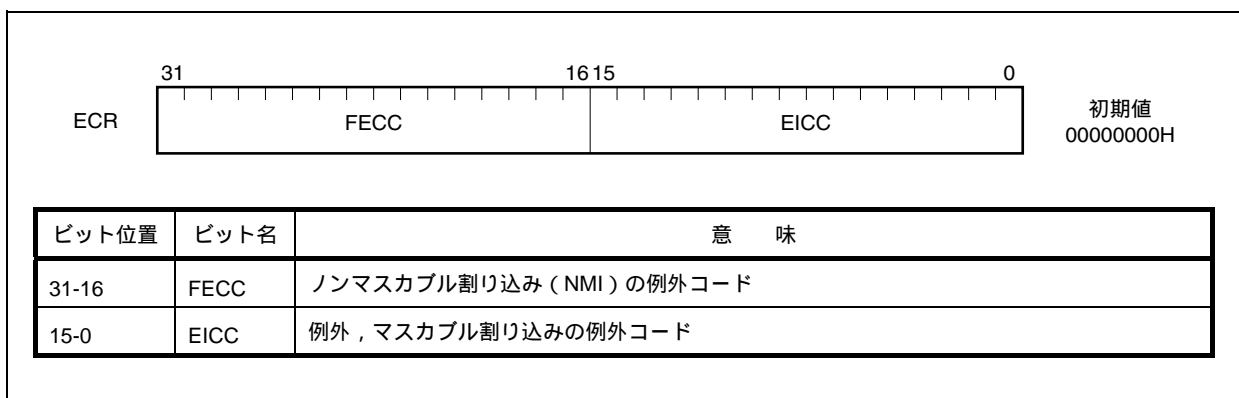 31 16 15 0
ECR FECC EICC 初期値
00000000H
ビット位置 ビット名 意 味
31-16 FECC ノンマスカブル割り込み（NMI）の例外コード
15-0 EICC 例外，マスカブル割り込みの例外コード